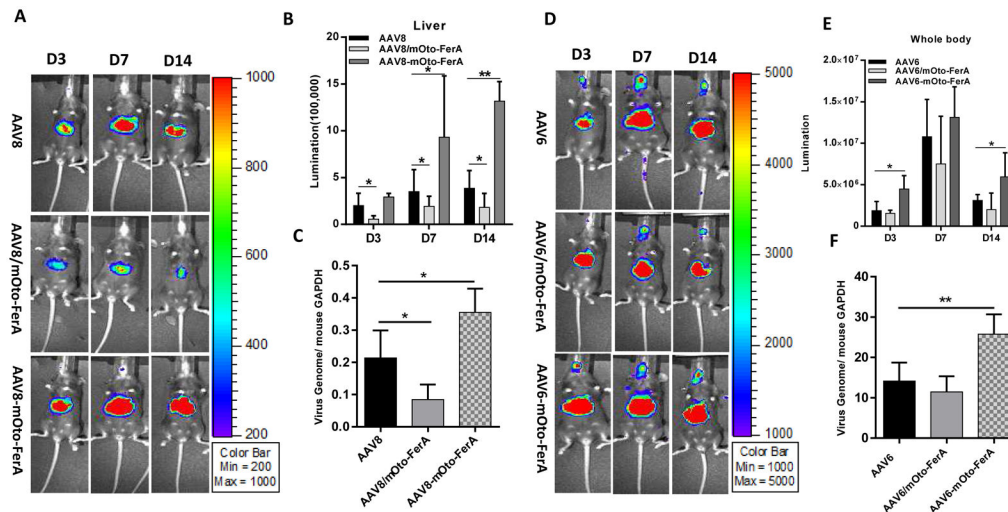 A
D3 D7 D14
AAV8
AAV8/mOto-FerA
AAV8-mOto-FerA
1000
800
600
400
200
Color Bar
Min = 200
Max = 1000
B
Liver
AAV8
AAV8/mOto-FerA
AAV8-mOto-FerA
Lumination(100,000)
20
15
10
5
0
* * * ** *
D3 D7 D14
C
Virus Genome/ mouse GAPDH
0.5
0.4
0.3
0.2
0.1
0.0
*
*
AAV8 AAV8/mOto-FerA AAV8-mOto-FerA
D
D3 D7 D14
AAV6
AAV6/mOto-FerA
AAV6-mOto-FerA
5000
4000
3000
2000
1000
Color Bar
Min = 1000
Max = 5000
E
Whole body
AAV6
AAV6/mOto-FerA
AAV6-mOto-FerA
Lumination
2.0×10⁷
1.5×10⁷
1.0×10⁷
5.0×10⁶
0
* *
D3 D7 D14
F
Virus Genome/ mouse GAPDH
40
30
20
10
0
**
AAV6 AAV6/mOto-FerA AAV6-mOto-FerA